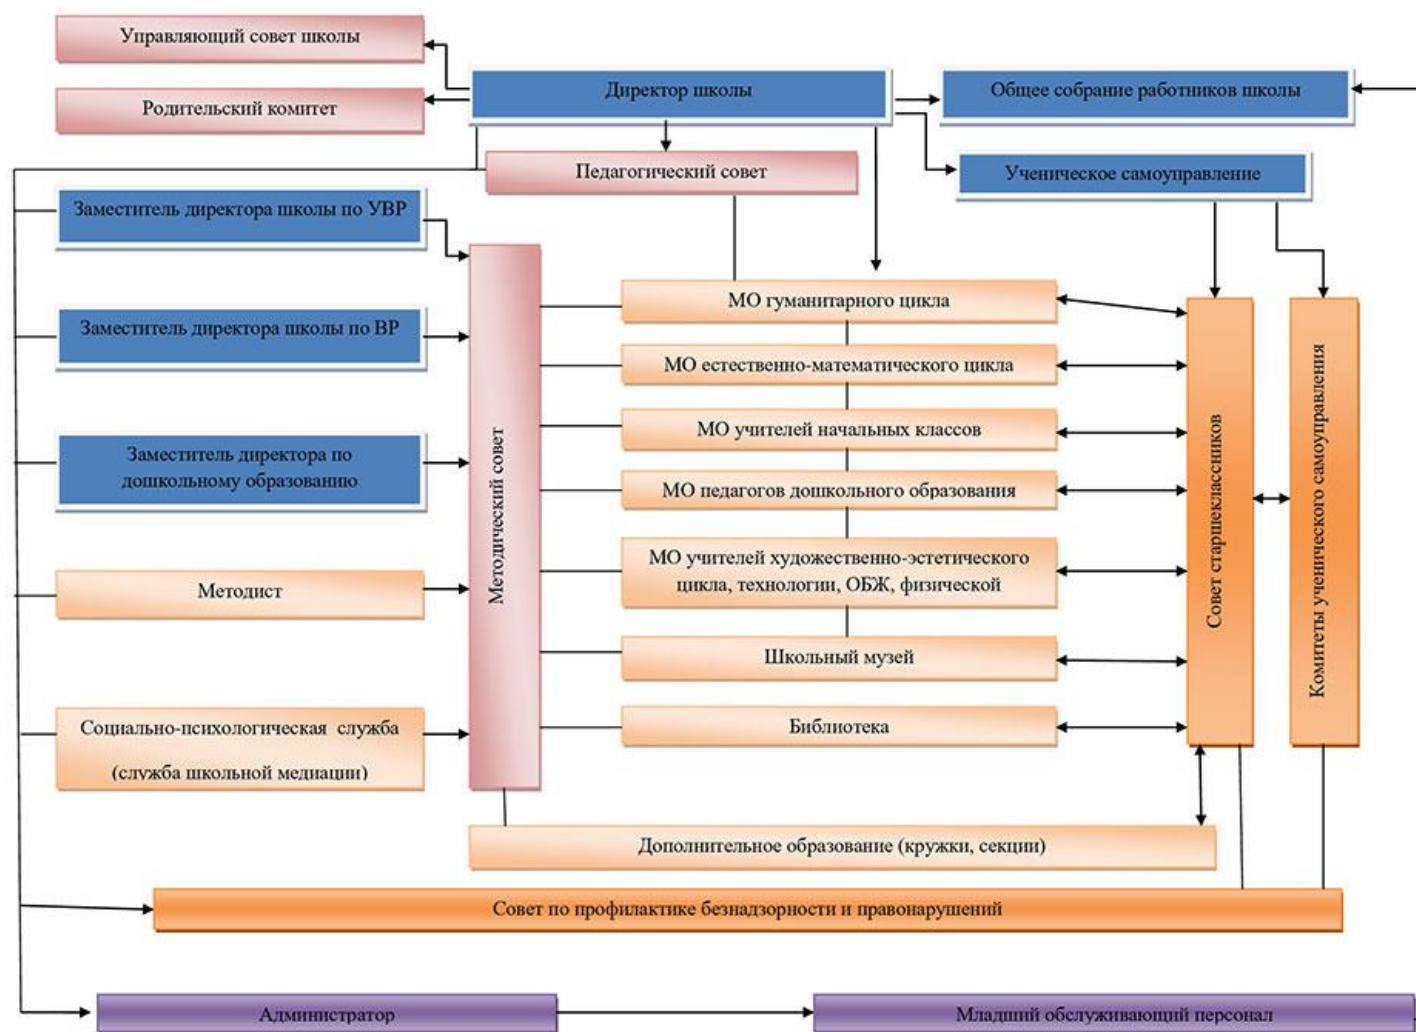 Управляющий совет школы
Директор школы
Общее собрание работников школы
Родительский комитет
Педагогический совет
Ученическое самоуправление
Заместитель директора школы по УВР
Заместитель директора школы по ВР
Заместитель директора по
дошкольному образованию
Методист
Социально-психологическая служба
(служба школьной медиации)
Методический совет
МО гуманитарного цикла
МО естественно-математического цикла
МО учителей начальных классов
МО педагогов дошкольного образования
МО учителей художественно-эстетического
цикла, технологии, ОБЖ, физической
Школьный музей
Библиотека
Совет старшеклассников
Комитеты ученического самоуправления
Дополнительное образование (кружки, секции)
Совет по профилактике безнадзорности и правонарушений
Администратор
Младший обслуживающий персонал